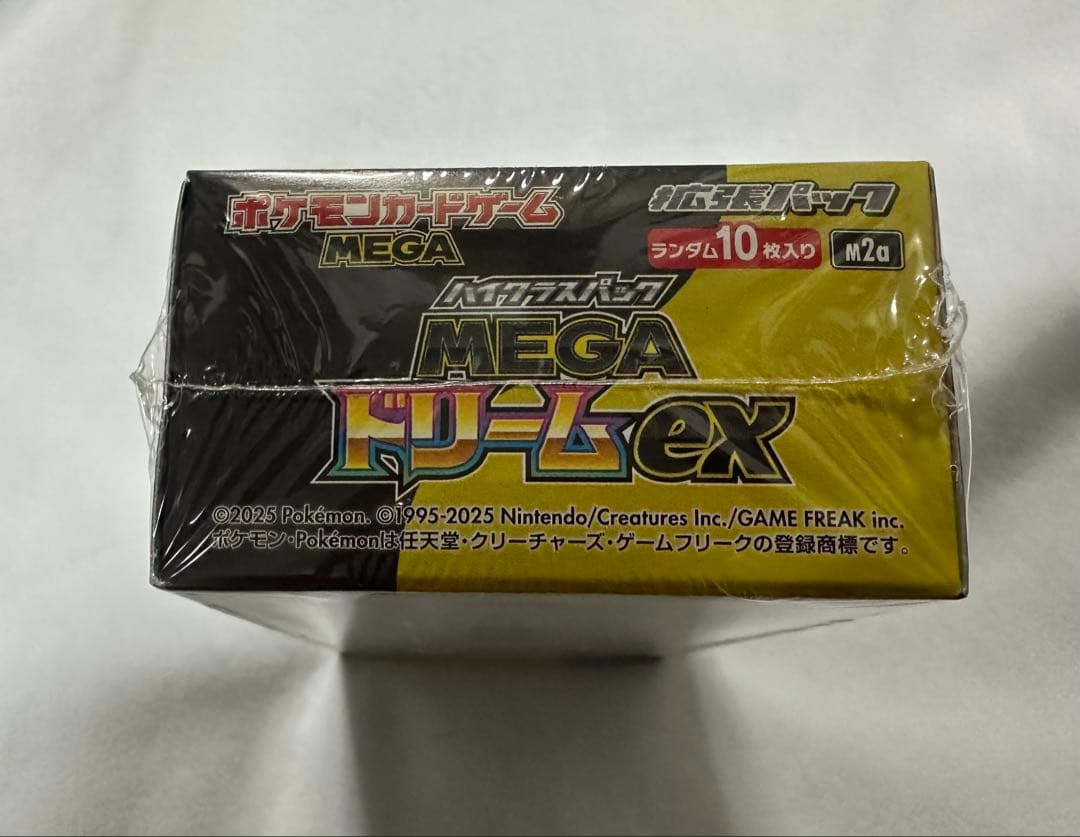 ポケモンカードゲーム
MEGA
拡張パック
ランダム10枚入り
M2a
ハイクラスパック
MEGA
ドリームex
©2025 Pokémon. ©1995-2025 Nintendo/Creatures Inc./GAME FREAK inc.
ポケモン・Pokémonは任天堂・クリーチャーズ・ゲームフリークの登録商標です。